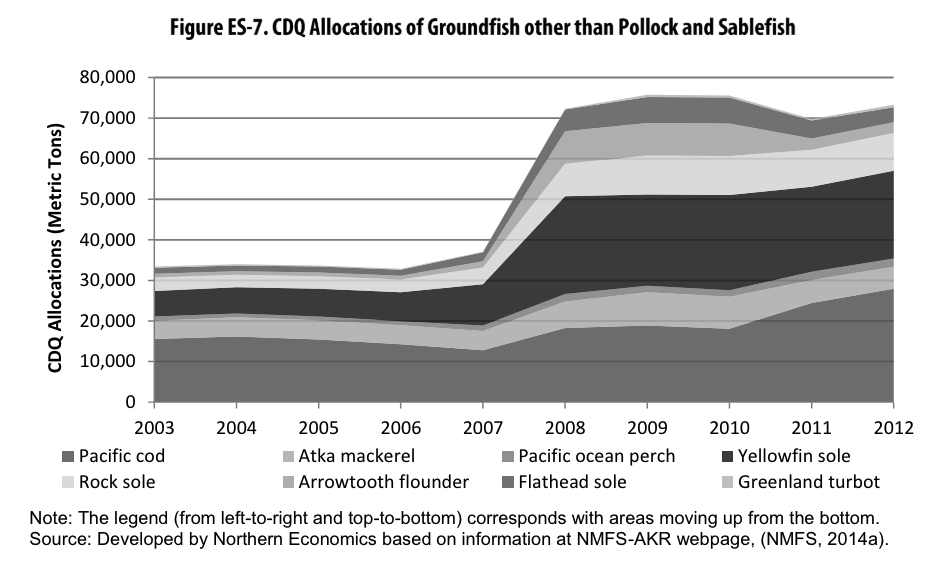 Figure ES-7. CDQ Allocations of Groundfish other than Pollock and Sablefish
CDQ Allocations (Metric Tons)
80,000
70,000
60,000
50,000
40,000
30,000
20,000
10,000
0
2003 2004 2005 2006 2007 2008 2009 2010 2011 2012
Pacific cod Atka mackerel Pacific ocean perch Yellowfin sole
Rock sole Arrowtooth flounder Flathead sole Greenland turbot
Note: The legend (from left-to-right and top-to-bottom) corresponds with areas moving up from the bottom.
Source: Developed by Northern Economics based on information at NMFS-AKR webpage, (NMFS, 2014a).